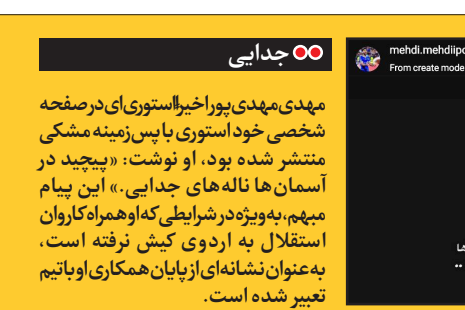 جدایی
مهدی مهدی‌پور اخیرا استوری‌ای در صفحه
شخصی خود استوری با پس زمینه مشکی
منتشر شده بود، او نوشت: «پیچید در
آسمان ها ناله های جدایی.» این پیام
مبهم، به‌ویژه در شرایطی که او همراه کاروان
استقلال به اردوی کیش نرفته است،
به‌عنوان نشانه‌ای از پایان همکاری او با تیم
تعبیر شده است.
mehdi.mehdiipo
From create mode
ها
..